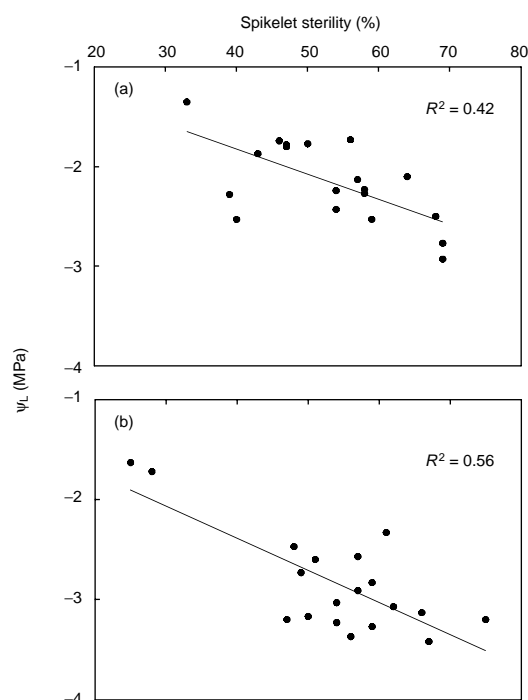 Spikelet sterility (%)
20 30 40 50 60 70 80
–1
(a)
R² = 0.42
–2
–3
–4
ψL (MPa)
–1
(b)
R² = 0.56
–2
–3
–4